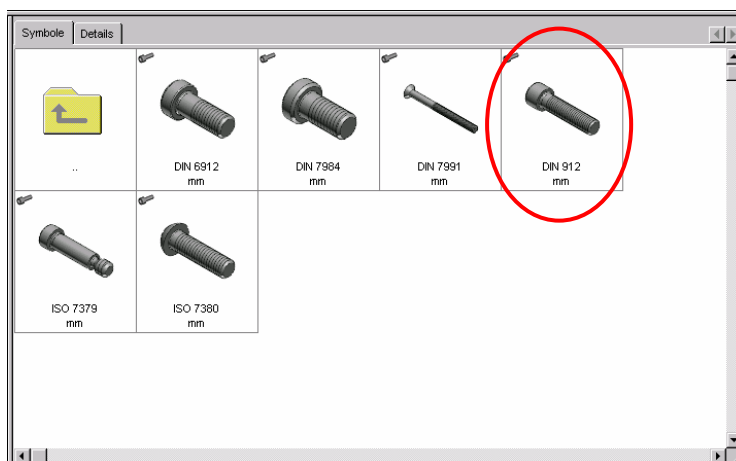 Symbole Details
..
DIN 6912
mm
DIN 7984
mm
DIN 7991
mm
DIN 912
mm
ISO 7379
mm
ISO 7380
mm